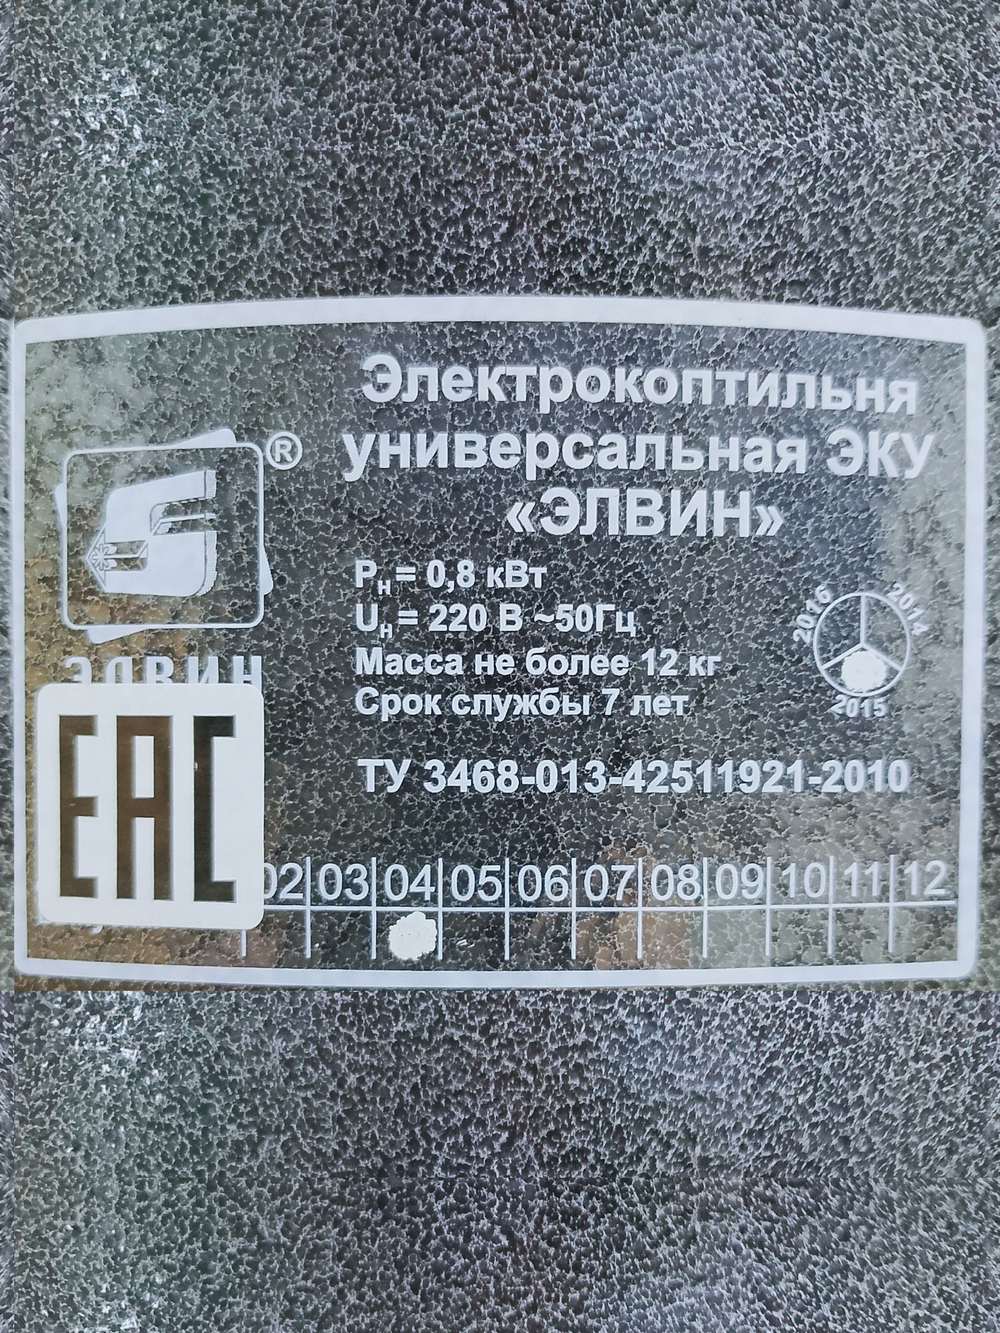 Электрокоптильня
универсальная ЭКУ
«ЭЛВИН»
®
ЭЛВИН
Pн = 0,8 кВт
Uн = 220 В ~50Гц
Масса не более 12 кг
Срок службы 7 лет
2016 2014
2015
ТУ 3468-013-42511921-2010
EAC
02 03 04 05 06 07 08 09 10 11 12